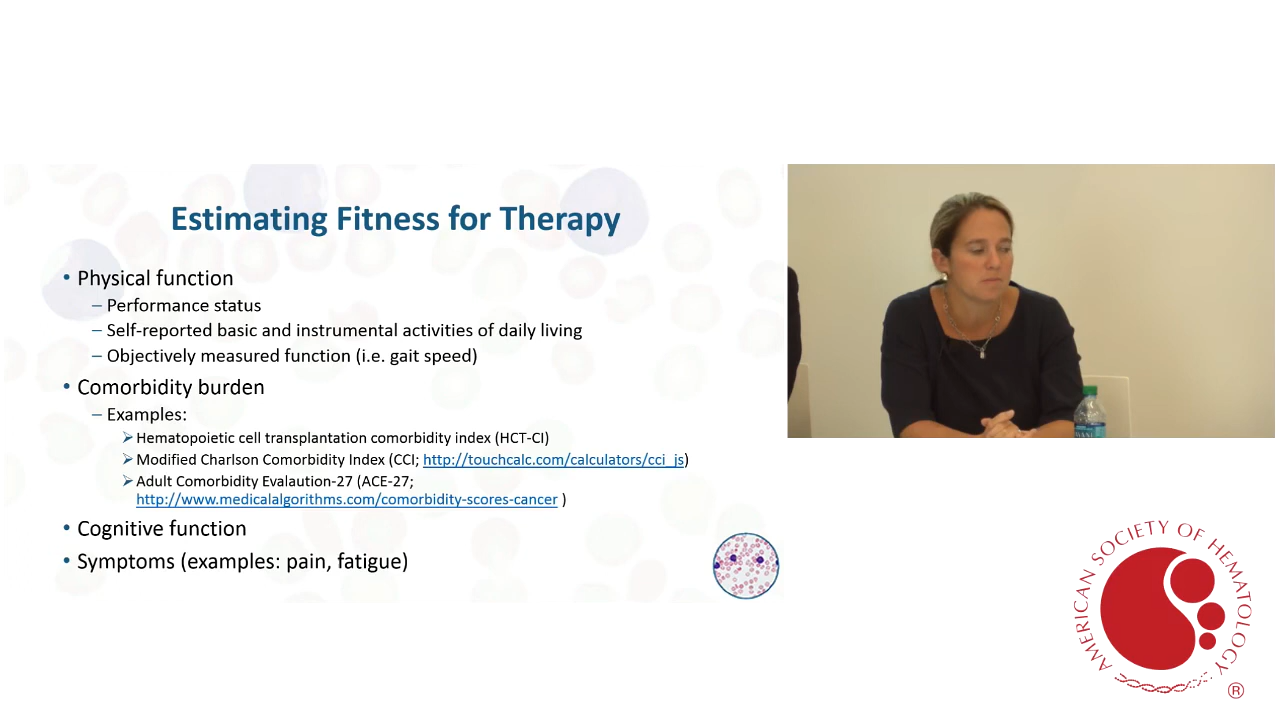 Estimating Fitness for Therapy
• Physical function
– Performance status
– Self-reported basic and instrumental activities of daily living
– Objectively measured function (i.e. gait speed)
• Comorbidity burden
– Examples:
➢ Hematopoietic cell transplantation comorbidity index (HCT-CI)
➢ Modified Charlson Comorbidity Index (CCI; http://touchcalc.com/calculators/cci_js)
➢ Adult Comorbidity Evalaution-27 (ACE-27;
http://www.medicalalgorithms.com/comorbidity-scores-cancer )
• Cognitive function
• Symptoms (examples: pain, fatigue)
AMERICAN SOCIETY OF HEMATOLOGY
®